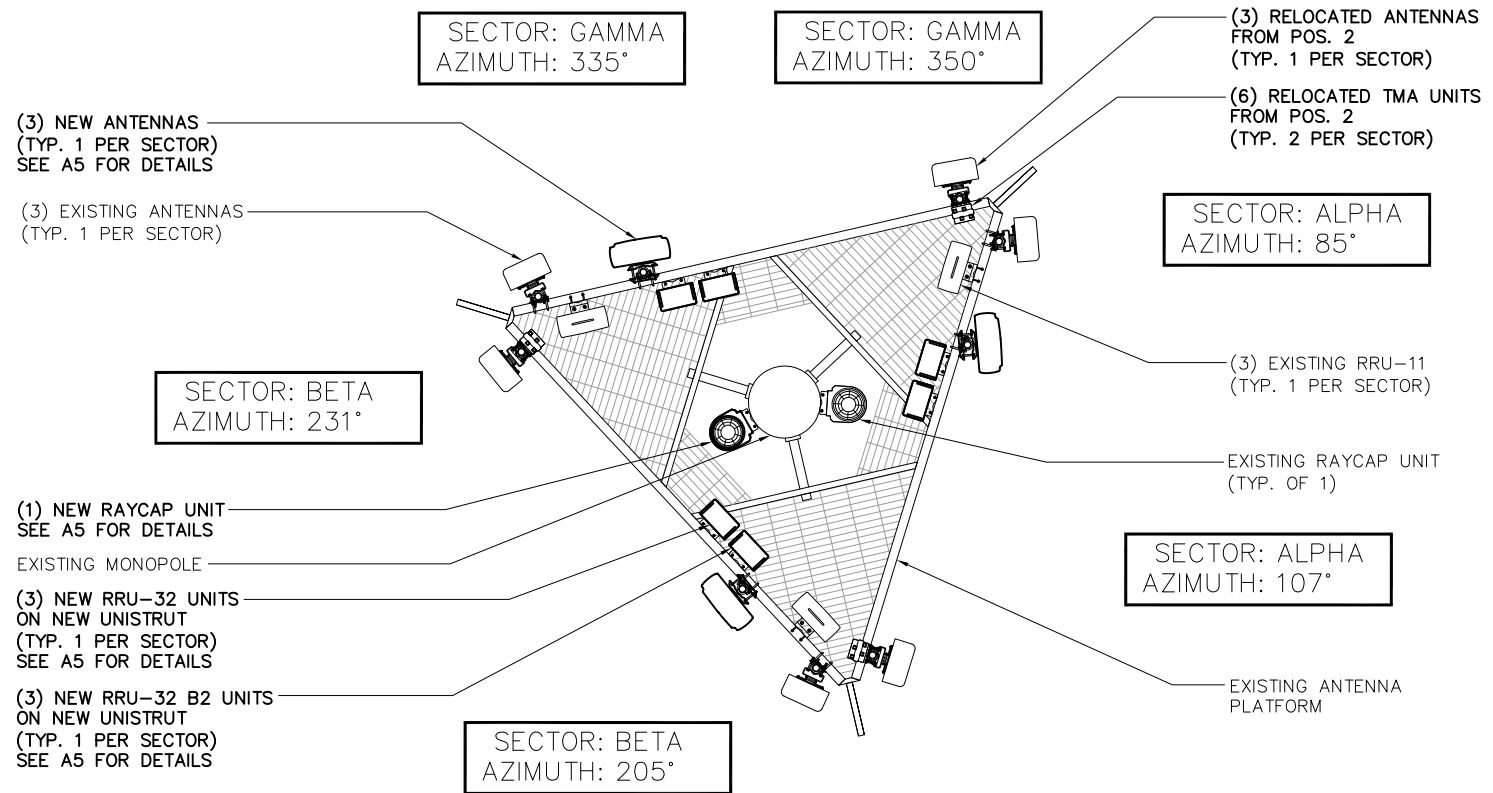 SECTOR: GAMMA
AZIMUTH: 335°
SECTOR: GAMMA
AZIMUTH: 350°
(3) RELOCATED ANTENNAS
FROM POS. 2
(TYP. 1 PER SECTOR)
(6) RELOCATED TMA UNITS
FROM POS. 2
(TYP. 2 PER SECTOR)
(3) NEW ANTENNAS
(TYP. 1 PER SECTOR)
SEE A5 FOR DETAILS
(3) EXISTING ANTENNAS
(TYP. 1 PER SECTOR)
SECTOR: ALPHA
AZIMUTH: 85°
SECTOR: BETA
AZIMUTH: 231°
(3) EXISTING RRU-11
(TYP. 1 PER SECTOR)
EXISTING RAYCAP UNIT
(TYP. OF 1)
(1) NEW RAYCAP UNIT
SEE A5 FOR DETAILS
EXISTING MONOPOLE
(3) NEW RRU-32 UNITS
ON NEW UNISTRUT
(TYP. 1 PER SECTOR)
SEE A5 FOR DETAILS
(3) NEW RRU-32 B2 UNITS
ON NEW UNISTRUT
(TYP. 1 PER SECTOR)
SEE A5 FOR DETAILS
SECTOR: ALPHA
AZIMUTH: 107°
EXISTING ANTENNA
PLATFORM
SECTOR: BETA
AZIMUTH: 205°